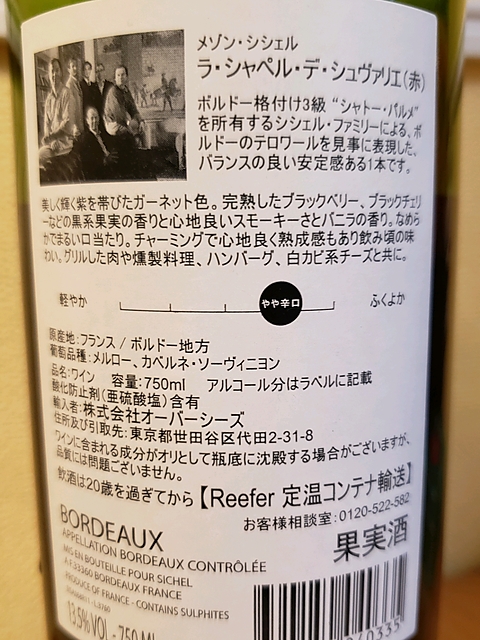 メゾン・シシェル
ラ・シャペル・デ・シュヴァリエ(赤)
ボルドー格付け3級 “シャトー・パルメ”
を所有するシシェル・ファミリーによる、ボ
ルドーのテロワールを見事に表現した、
バランスの良い安定感ある1本です。
美しく輝く紫を帯びたガーネット色。完熟したブラックベリー、ブラックチェリ
ーなどの黒系果実の香りと心地良いスモーキーさとバニラの香り。なめら
かでまるい口当たり。チャーミングで心地良く熟成感もあり飲み頃の味
わい。グリルした肉や燻製料理、ハンバーグ、白カビ系チーズと共に。
軽やか やや辛口 ふくよか
原産地:フランス / ボルドー地方
葡萄品種:メルロー、カベルネ・ソーヴィニヨン
品名:ワイン 容量:750ml アルコール分はラベルに記載
酸化防止剤(亜硫酸塩)含有
輸入者:株式会社オーバーシーズ
住所及び引取先:東京都世田谷区代田2-31-8
ワインに含まれる成分がオリとして瓶底に沈殿する場合がございますが、
品質には問題ございません。
飲酒は20歳を過ぎてから【Reefer 定温コンテナ輸送】
お客様相談室:0120-522-582
果実酒
BORDEAUX
APPELLATION BORDEAUX CONTRÔLÉE
MIS EN BOUTEILLE POUR SICHEL
A F 33360 BORDEAUX FRANCE
PRODUCE OF FRANCE - CONTAINS SULPHITES
13.5% VOL - 750 ML